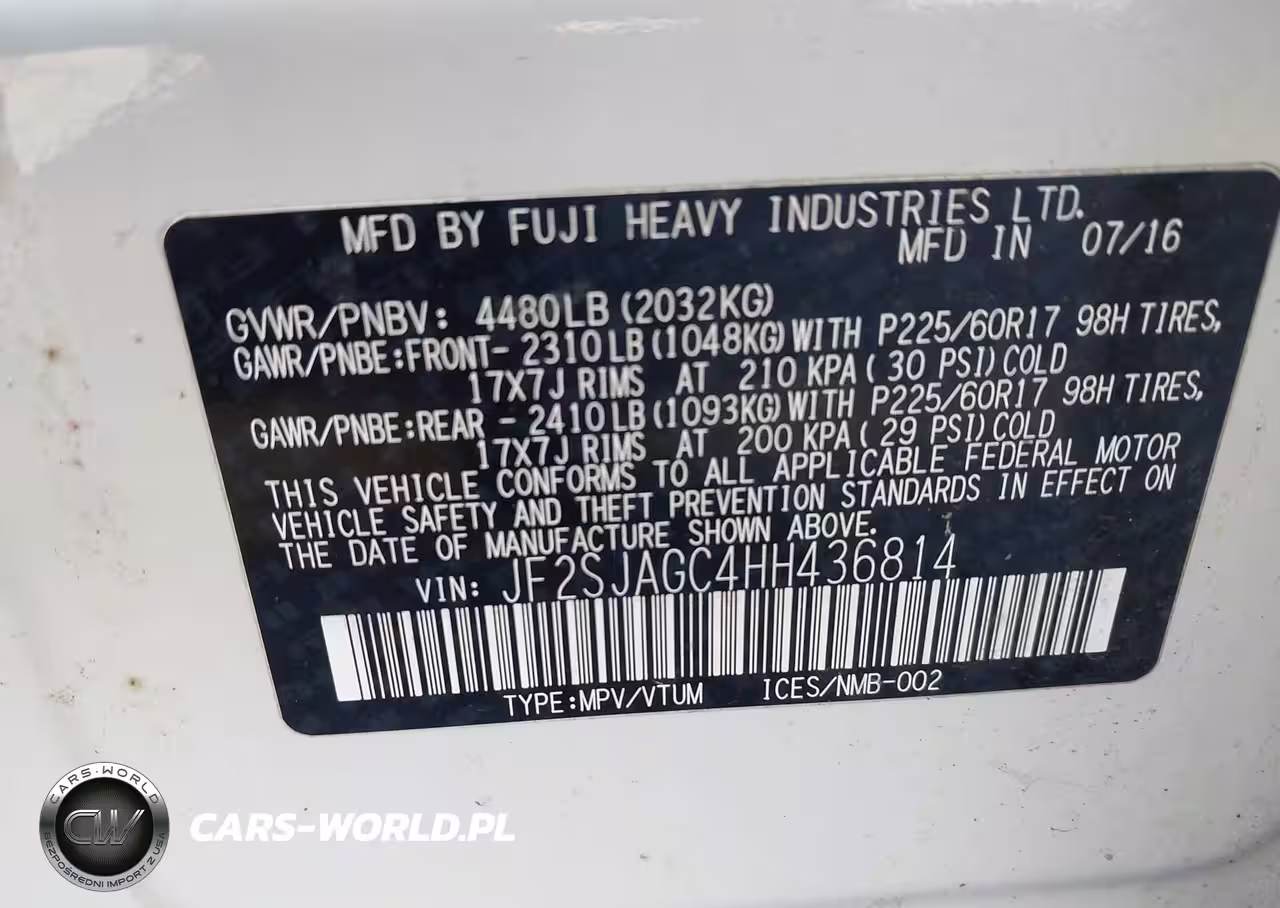 MFD BY FUJI HEAVY INDUSTRIES LTD.
MFD IN 07/16
GVWR/PNBV: 4480LB (2032KG)
GAWR/PNBE:FRONT- 2310LB (1048KG) WITH P225/60R17 98H TIRES,
17X7J RIMS AT 210 KPA ( 30 PSI) COLD
GAWR/PNBE:REAR - 2410LB (1093KG) WITH P225/60R17 98H TIRES,
17X7J RIMS AT 200 KPA ( 29 PSI) COLD
THIS VEHICLE CONFORMS TO ALL APPLICABLE FEDERAL MOTOR
VEHICLE SAFETY AND THEFT PREVENTION STANDARDS IN EFFECT ON
THE DATE OF MANUFACTURE SHOWN ABOVE.
VIN: JF2SJAGC4HH436814
TYPE:MPV/VTUM ICES/NMB-002
CARS-WORLD
CW
BEZPOŚREDNI IMPORT Z USA
CARS-WORLD.PL